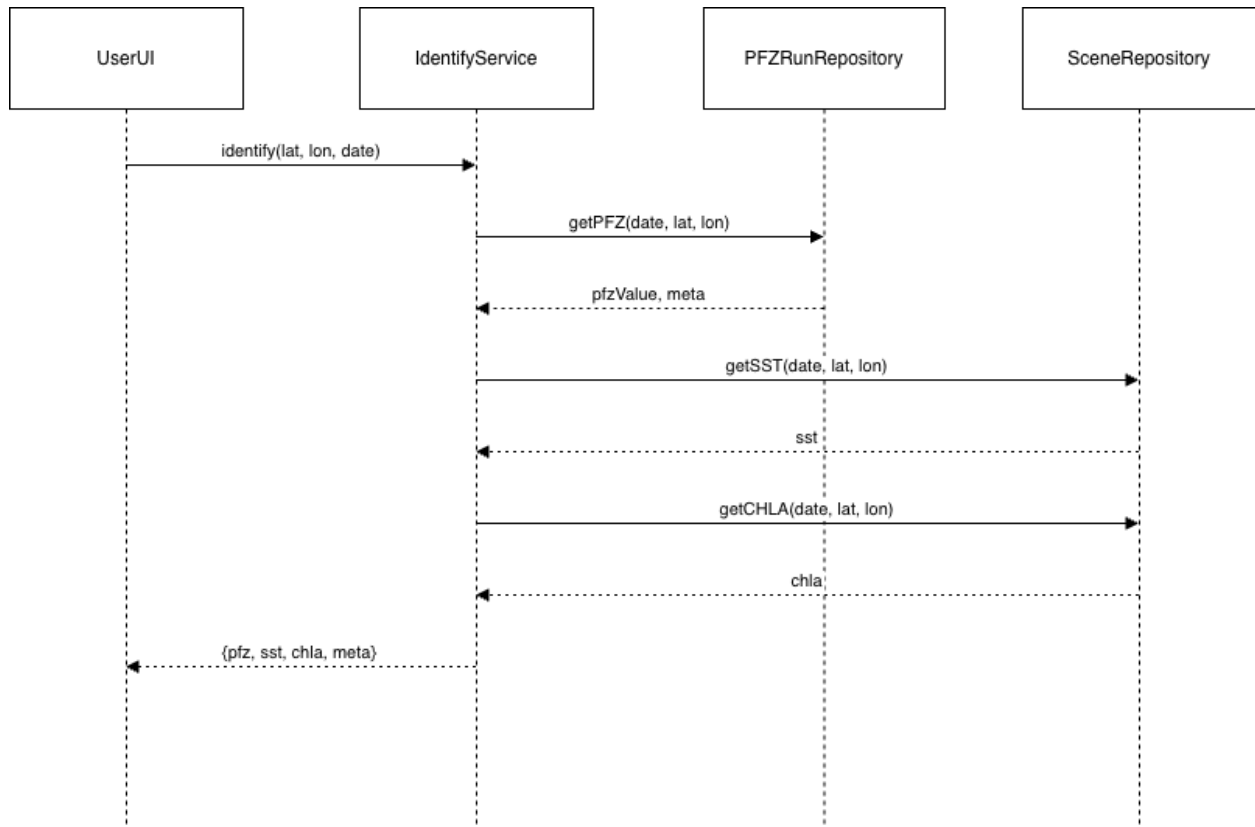 UserUI
IdentifyService
PFZRunRepository
SceneRepository
identify(lat, lon, date)
getPFZ(date, lat, lon)
pfzValue, meta
getSST(date, lat, lon)
sst
getCHLA(date, lat, lon)
chla
{pfz, sst, chla, meta}